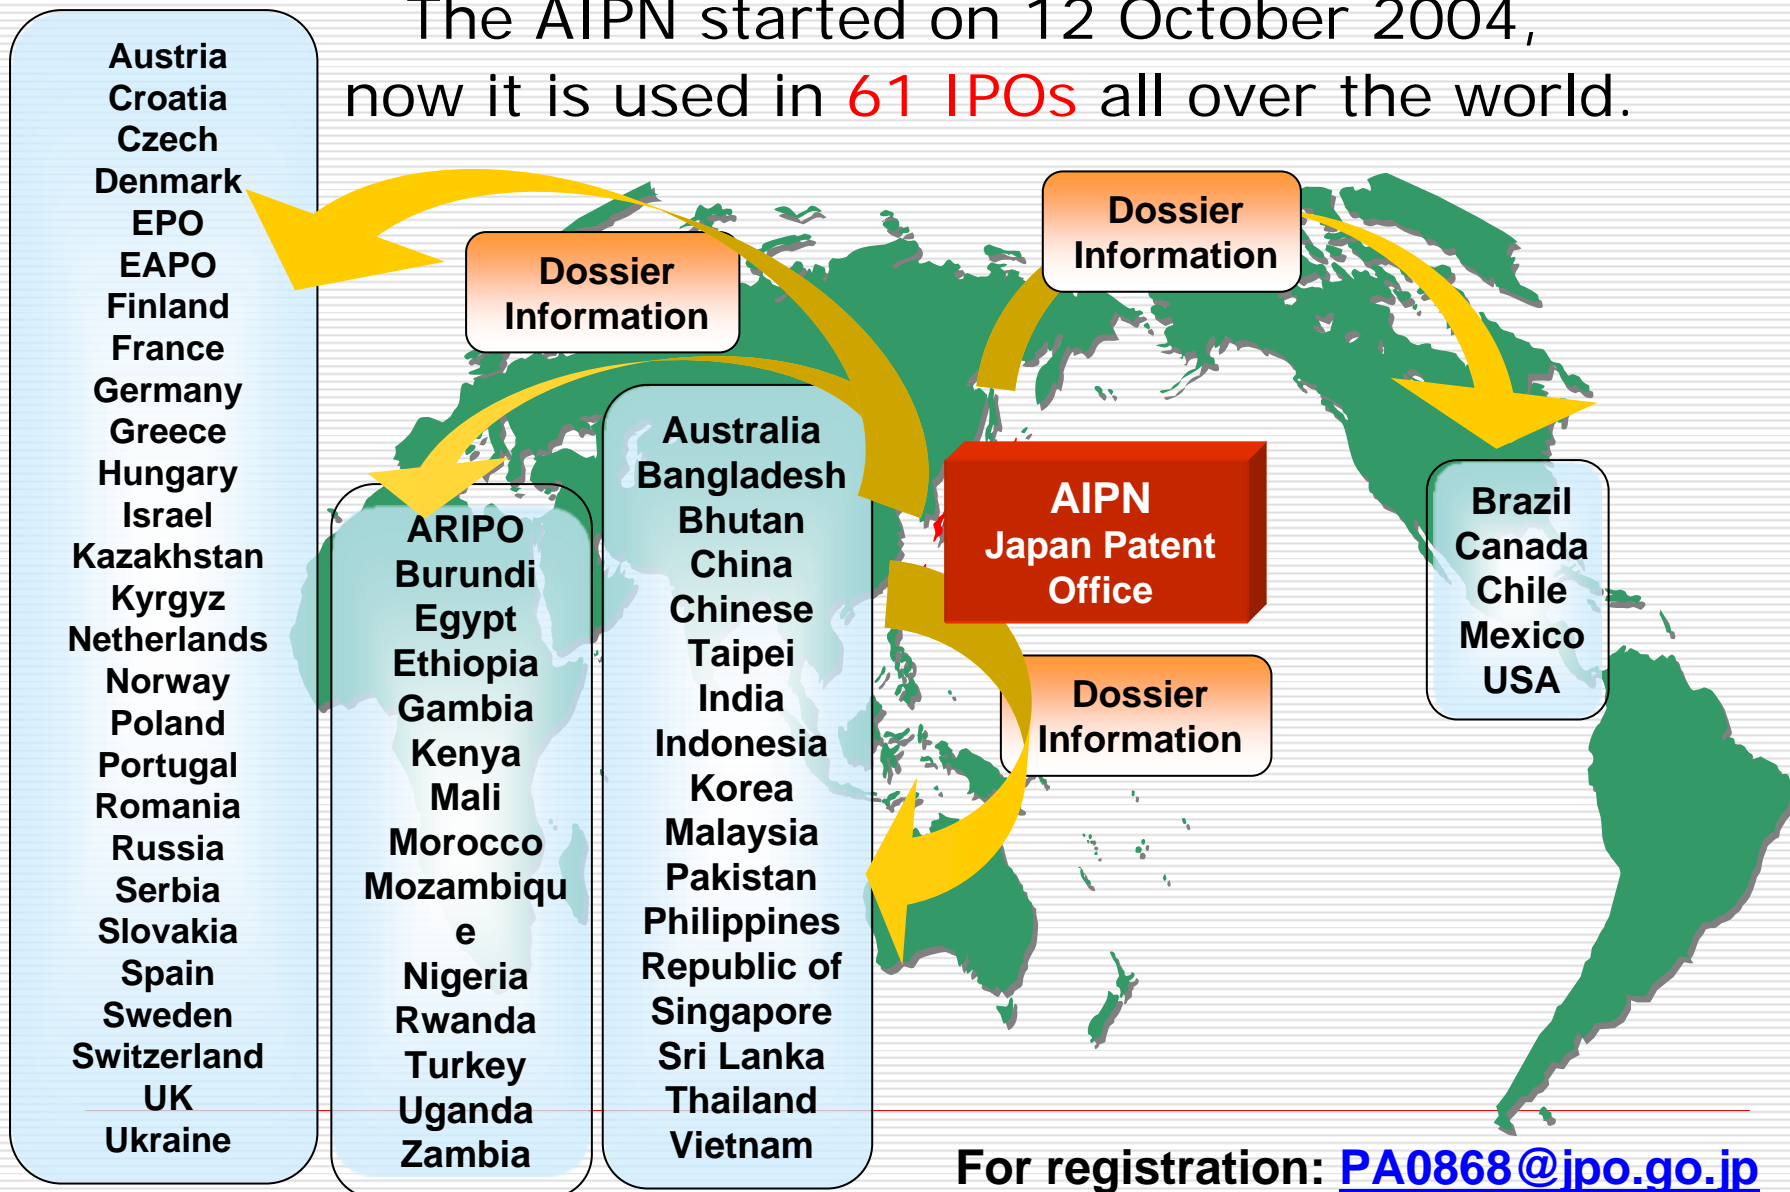 The AIPN started on 12 October 2004,
now it is used in 61 IPOs all over the world.
Austria
Croatia
Czech
Denmark
EPO
EAPO
Finland
France
Germany
Greece
Hungary
Israel
Kazakhstan
Kyrgyz
Netherlands
Norway
Poland
Portugal
Romania
Russia
Serbia
Slovakia
Spain
Sweden
Switzerland
UK
Ukraine
Dossier
Information
ARIPO
Burundi
Egypt
Ethiopia
Gambia
Kenya
Mali
Morocco
Mozambiqu
e
Nigeria
Rwanda
Turkey
Uganda
Zambia
Australia
Bangladesh
Bhutan
China
Chinese
Taipei
India
Indonesia
Korea
Malaysia
Pakistan
Philippines
Republic of
Singapore
Sri Lanka
Thailand
Vietnam
Dossier
Information
AIPN
Japan Patent
Office
Dossier
Information
Brazil
Canada
Chile
Mexico
USA
For registration: PA0868@jpo.go.jp